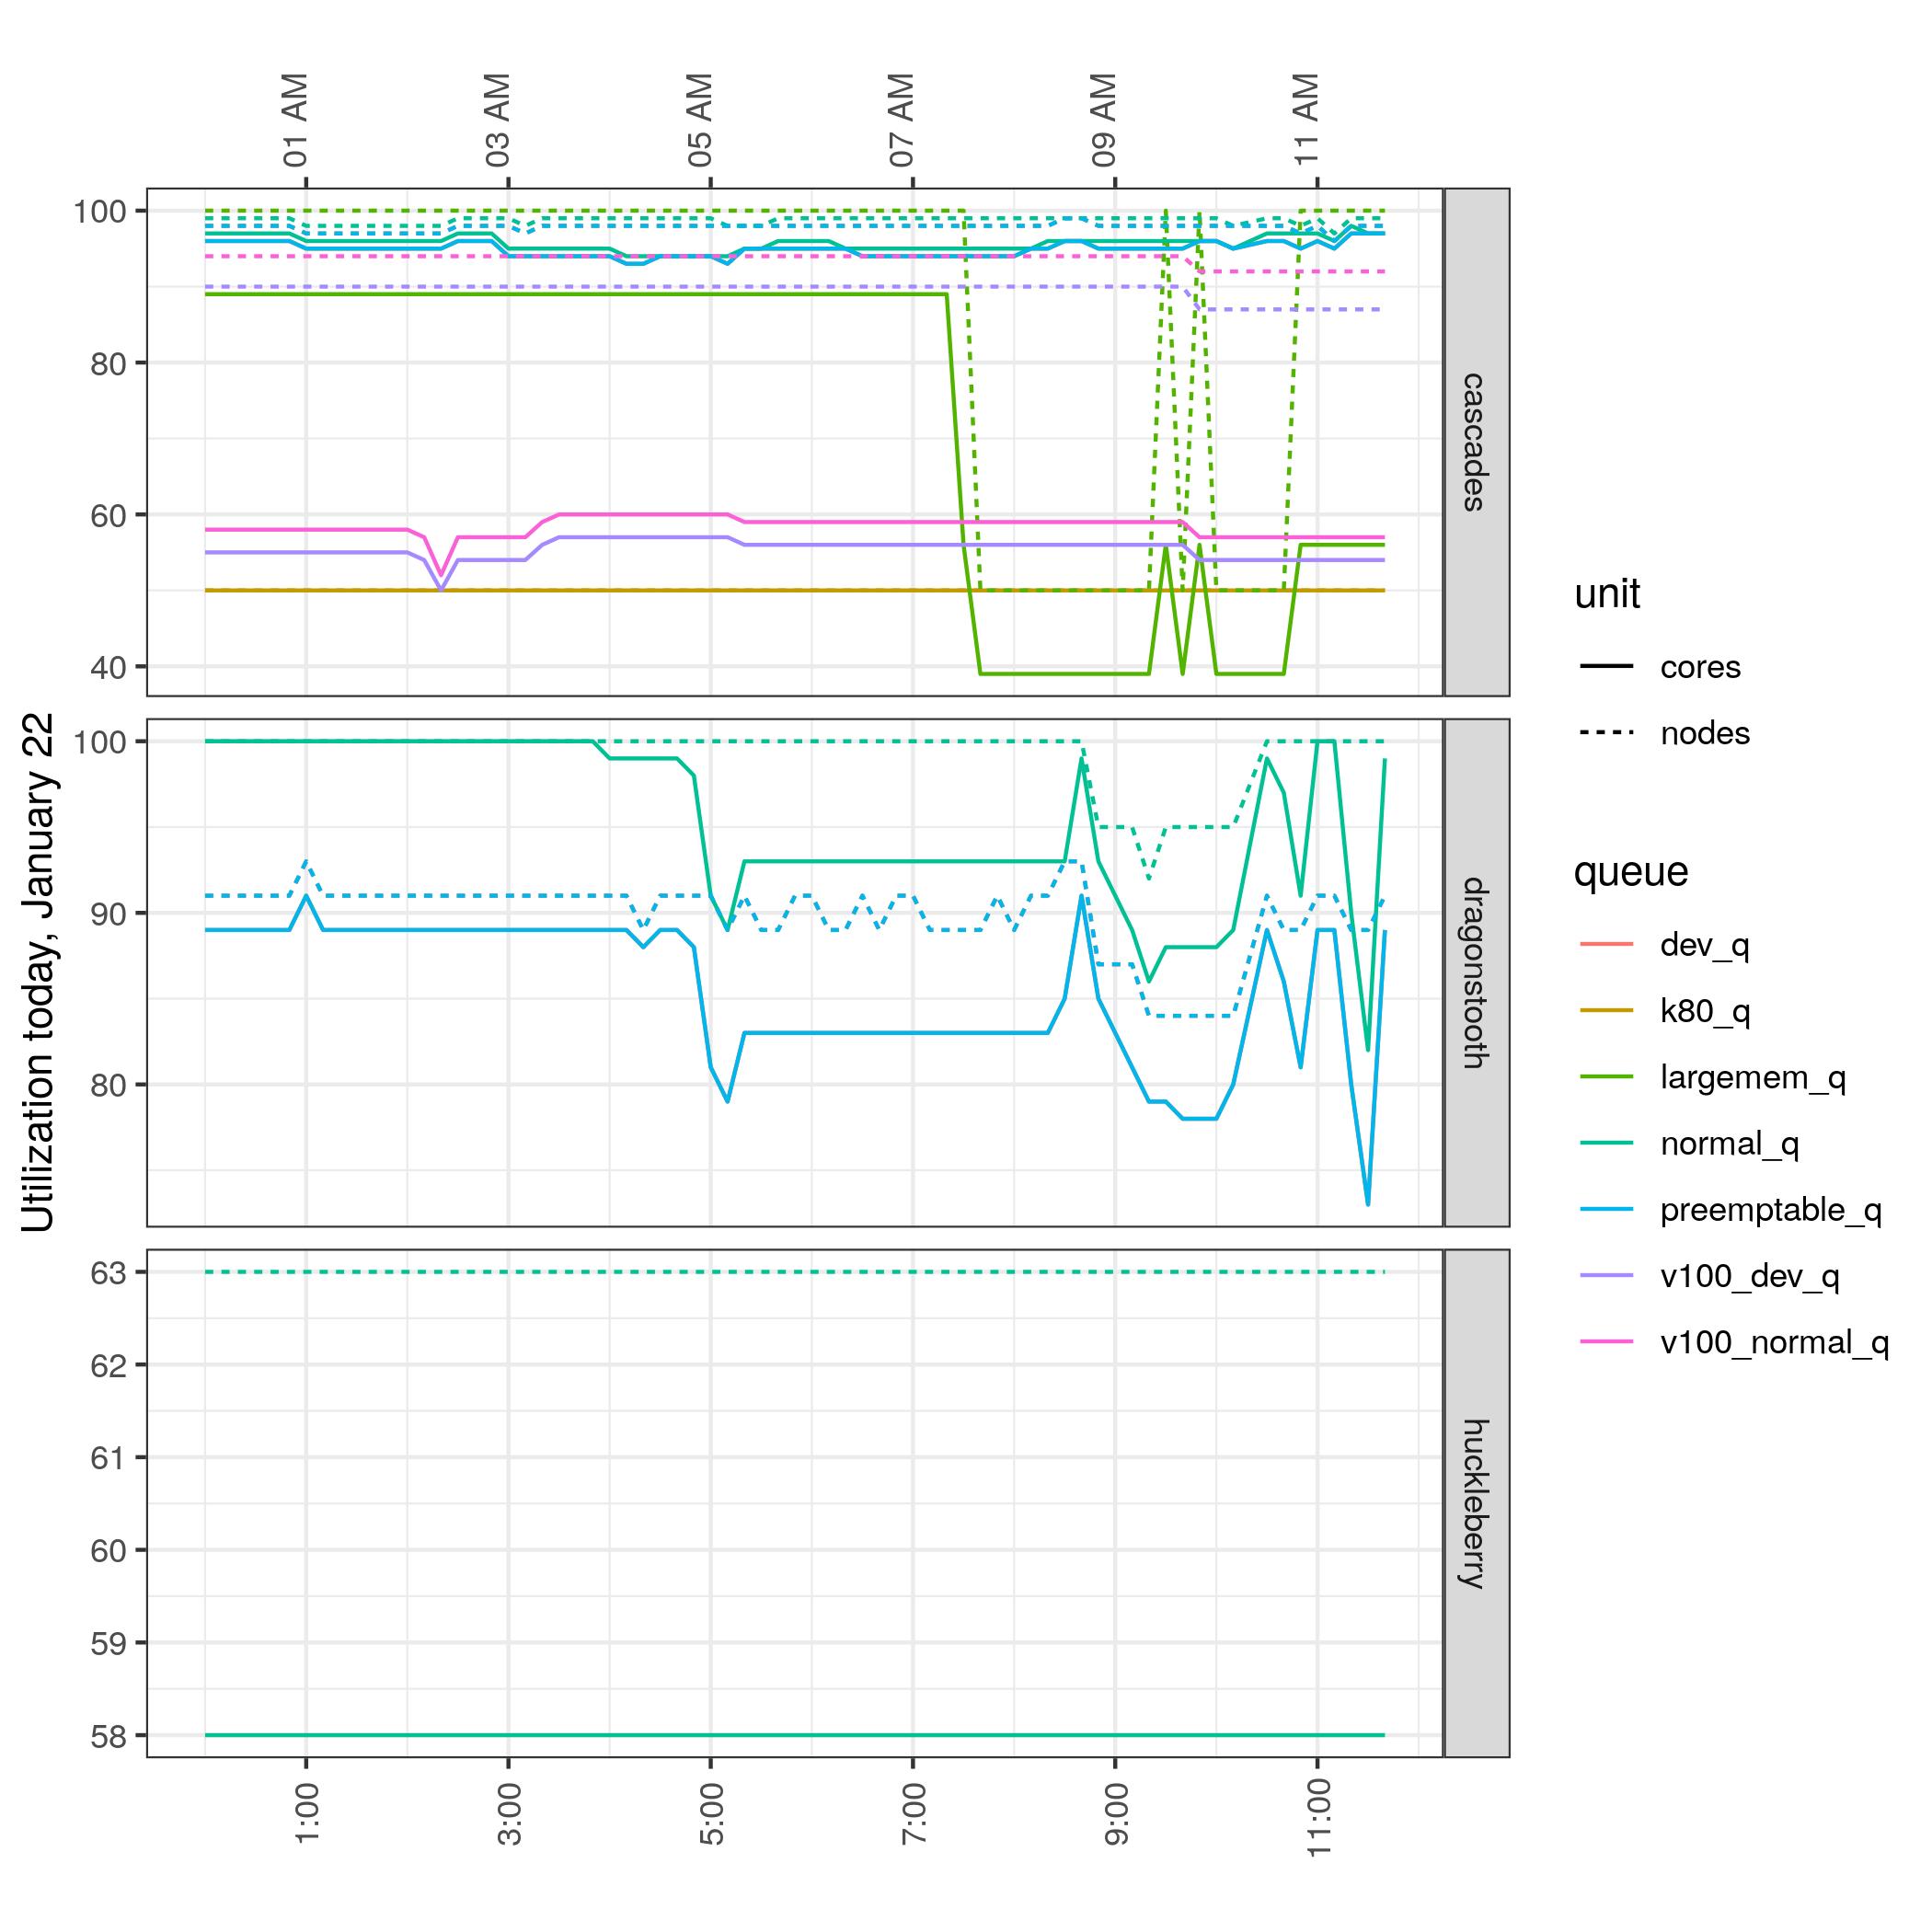 01 AM
03 AM
05 AM
07 AM
09 AM
11 AM
Utilization today, January 22
100
80
60
40
cascades
100
90
80
dragonstooth
63
62
61
60
59
58
huckleberry
1:00
3:00
5:00
7:00
9:00
11:00
unit
cores
nodes
queue
dev_q
k80_q
largemem_q
normal_q
preemptable_q
v100_dev_q
v100_normal_q